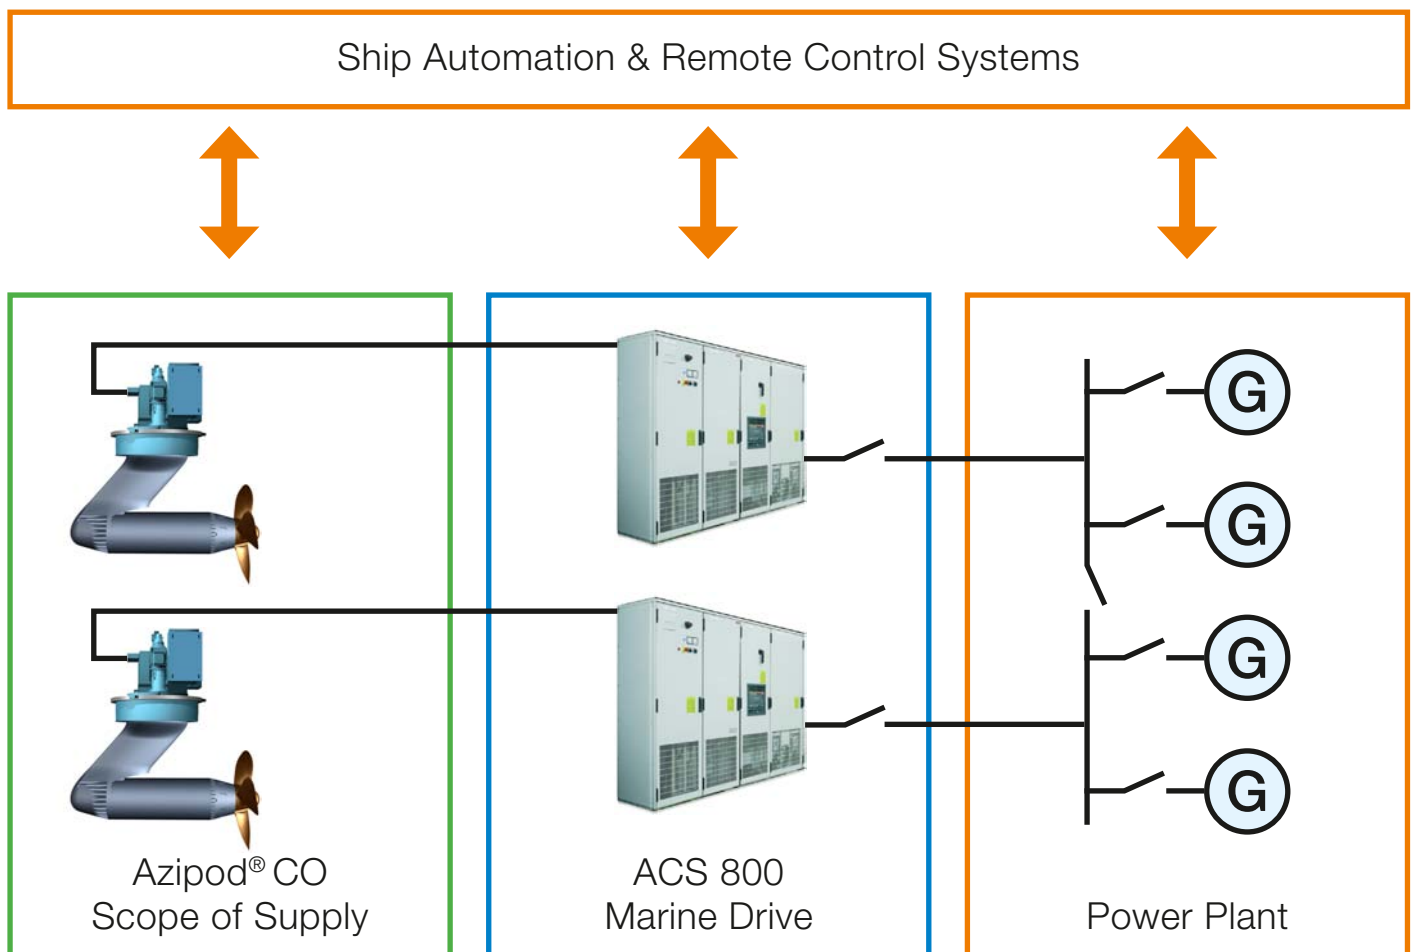 Ship Automation & Remote Control Systems
G
G
G
G
Azipod® CO
Scope of Supply
ACS 800
Marine Drive
Power Plant